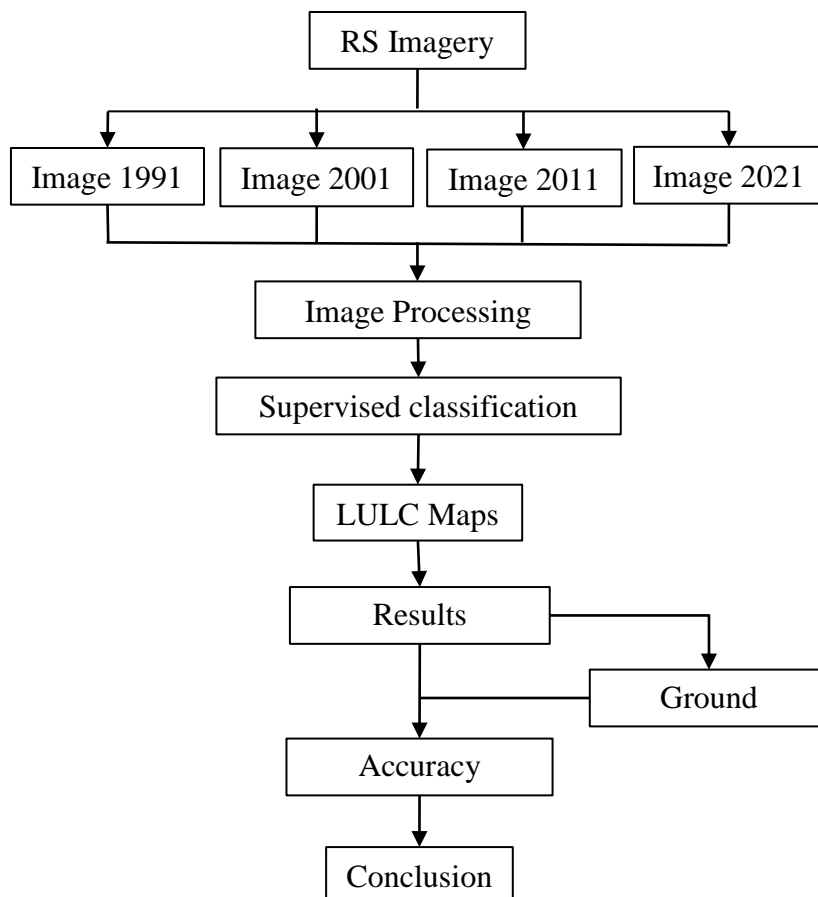 RS Imagery
Image 1991
Image 2001
Image 2011
Image 2021
Image Processing
Supervised classification
LULC Maps
Results
Ground
Accuracy
Conclusion